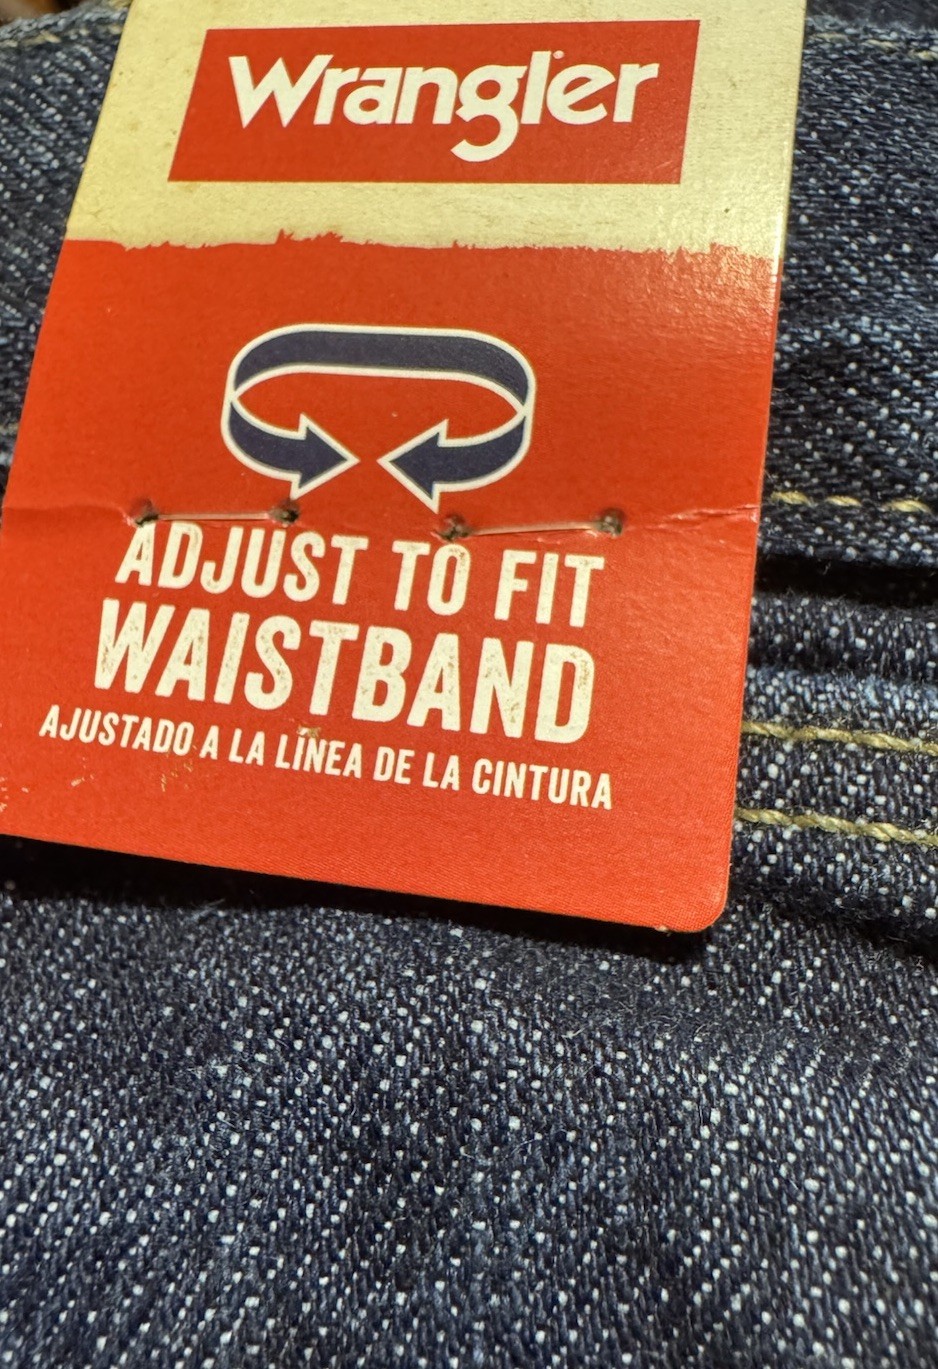 Wrangler
ADJUST TO FIT
WAISTBAND
AJUSTADO A LA LÍNEA DE LA CINTURA